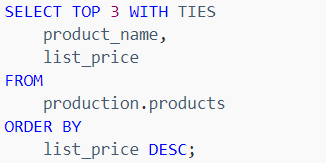 SELECT TOP 3 WITH TIES
    product_name,
    list_price
FROM
    production.products
ORDER BY
    list_price DESC;